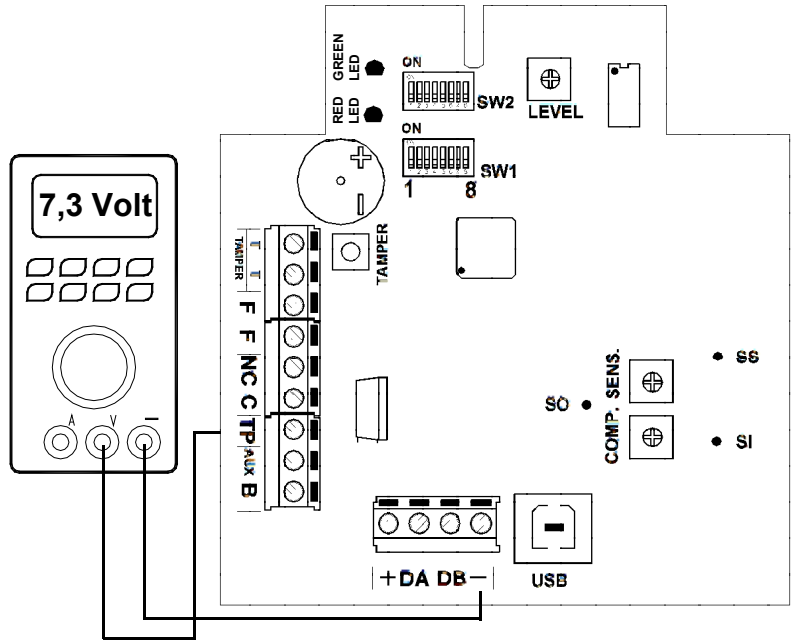 GREEN
LED
RED
LED
ON
ON
SW2
LEVEL
ON
SW1
1 8
7,3 Volt
TAMPER
T
T
TAMPER
F
F
NC
C
TP
AUX
B
A V —
COMP. SENS.
SO
SS
SI
+ DA DB −
USB